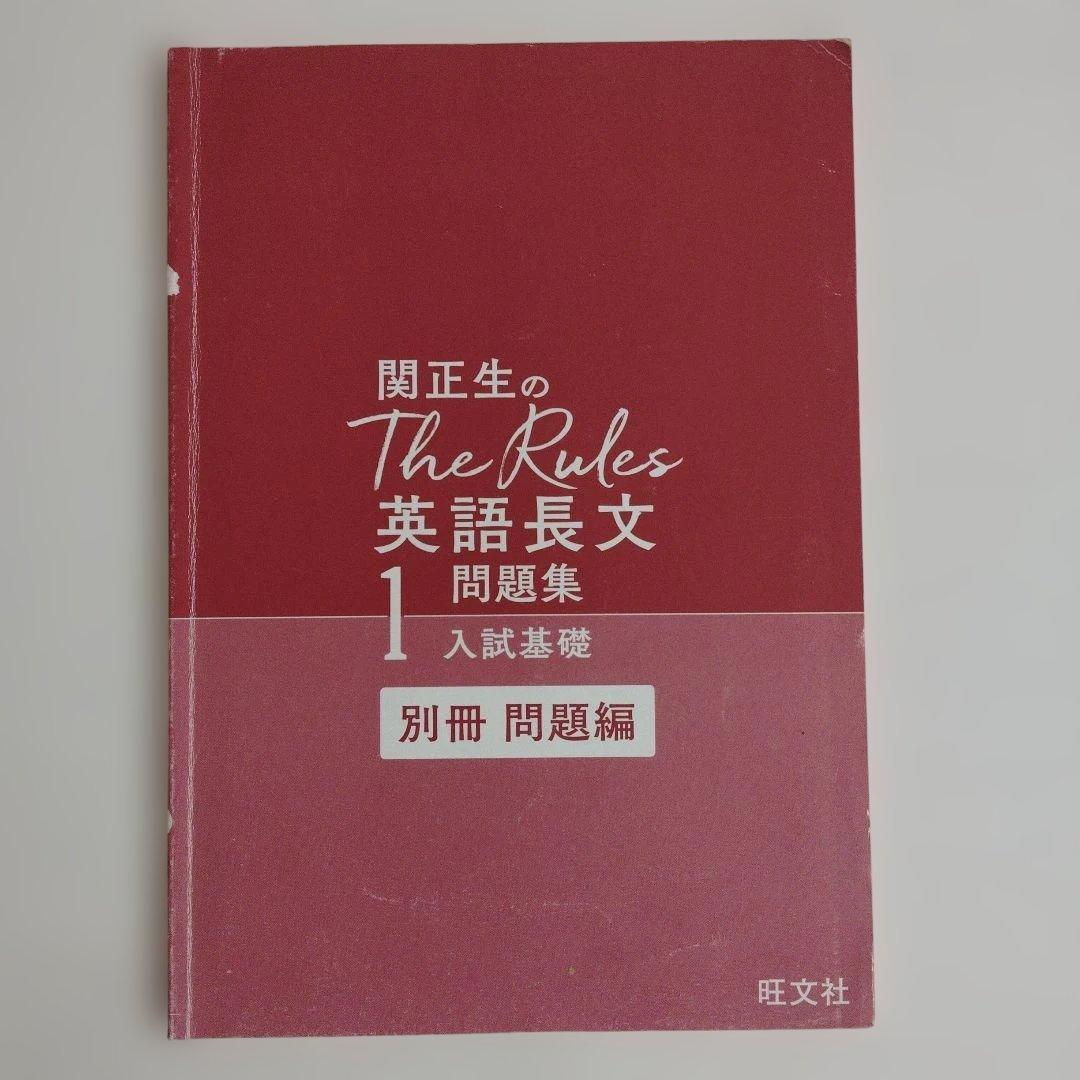 関正生の
The Rules
英語長文
問題集
1 入試基礎
別冊 問題編
旺文社